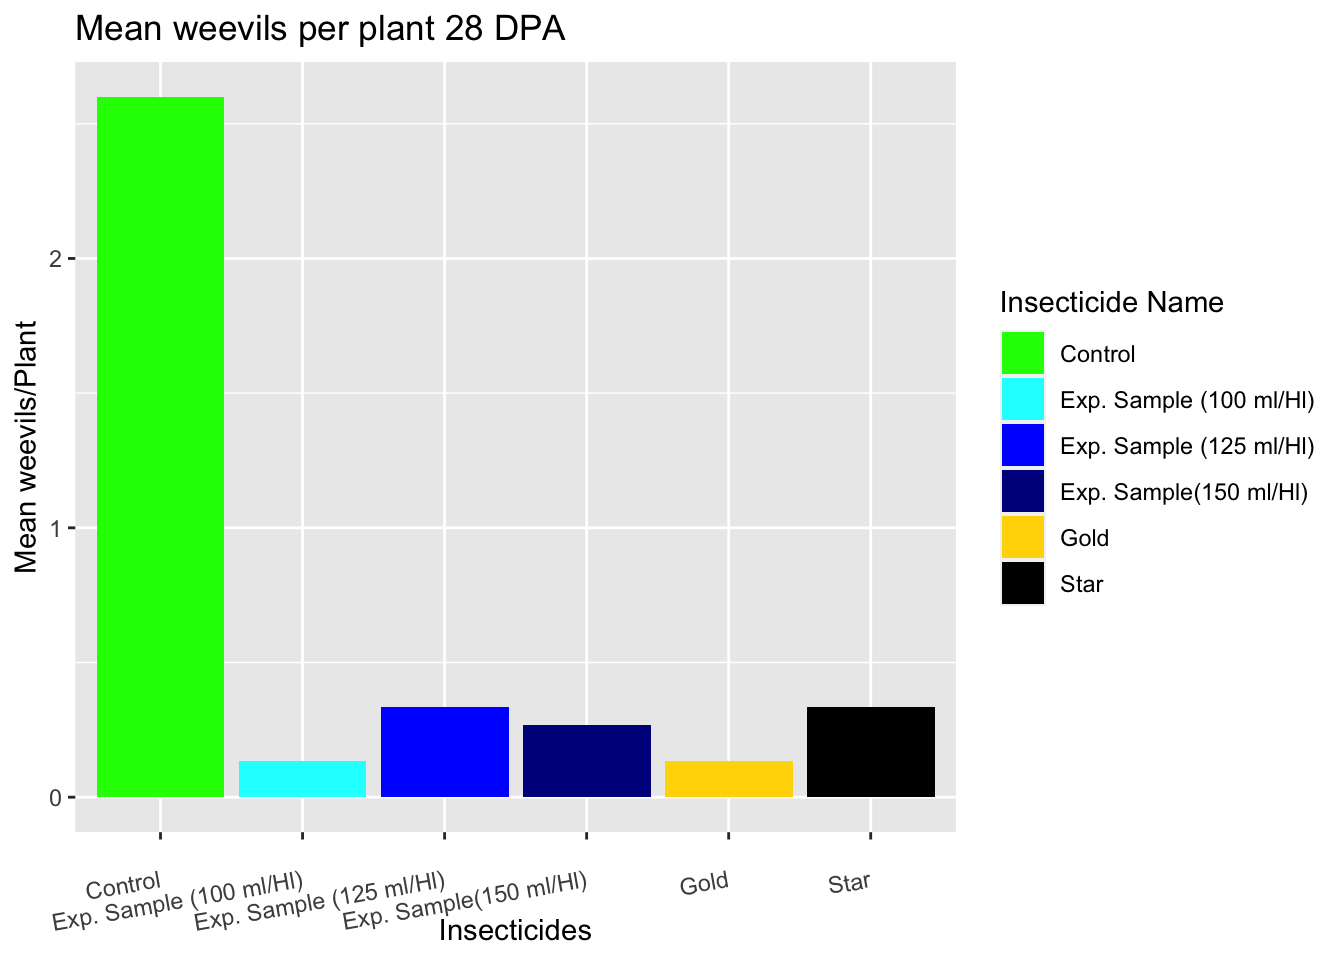 Mean weevils per plant 28 DPA
Mean weevils/Plant
2
1
0
Control
Exp. Sample (100 ml/Hl)
Exp. Sample (125 ml/Hl)
Exp. Sample(150 ml/Hl)
Gold
Star
Insecticides
Insecticide Name
Control
Exp. Sample (100 ml/Hl)
Exp. Sample (125 ml/Hl)
Exp. Sample(150 ml/Hl)
Gold
Star